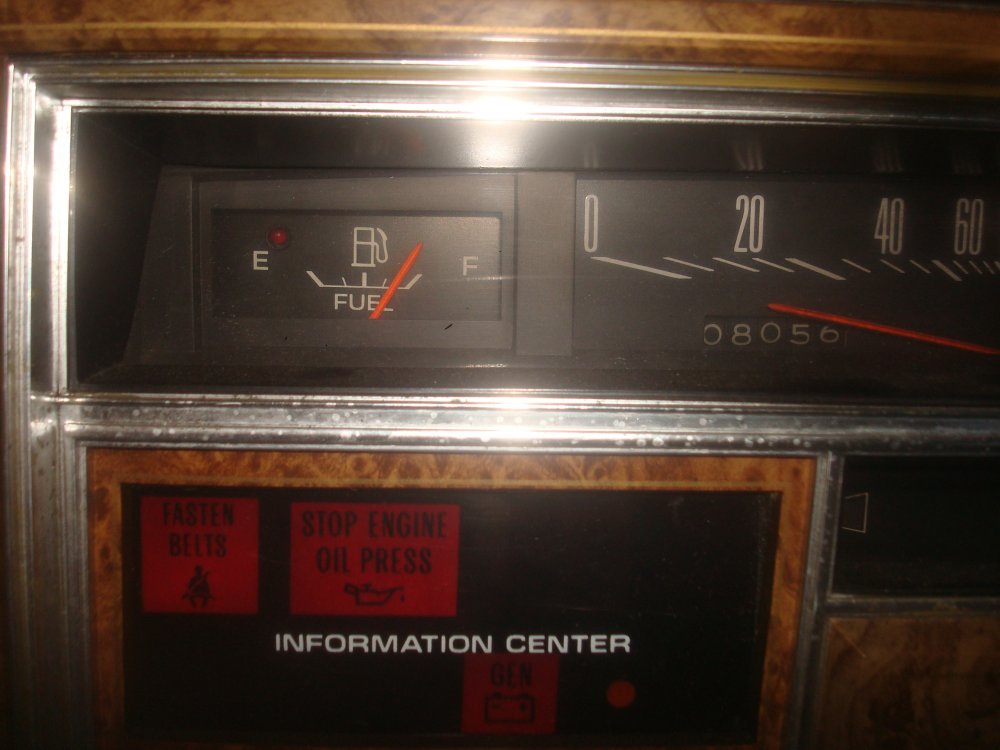 0 20 40 60
E F
FUEL
08056
FASTEN
BELTS
STOP ENGINE
OIL PRESS
INFORMATION CENTER
GEN